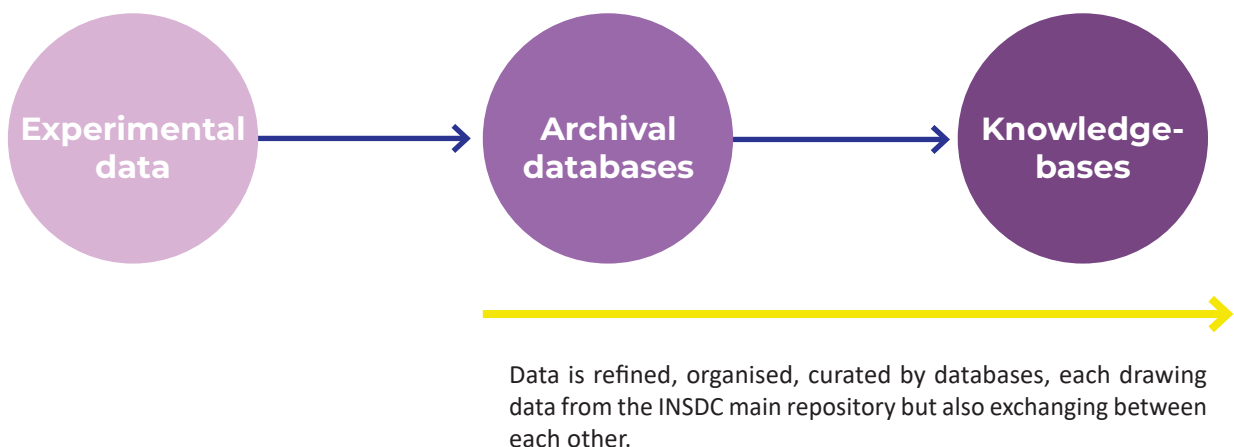 Experimental
data
Archival
databases
Knowledge-
bases
Data is refined, organised, curated by databases, each drawing
data from the INSDC main repository but also exchanging between
each other.